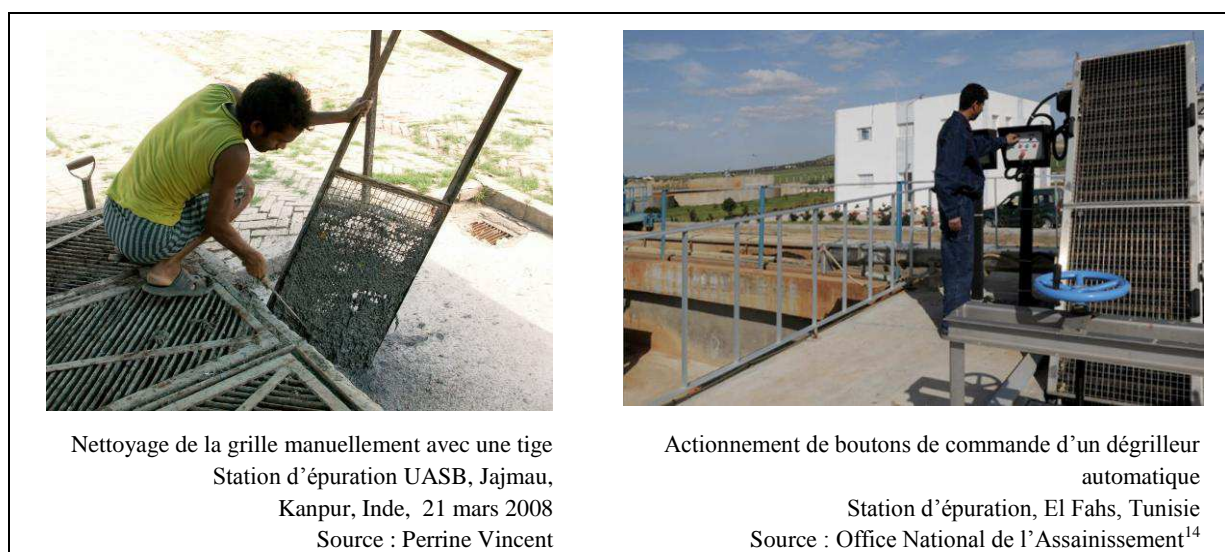 Nettoyage de la grille manuellement avec une tige
Station d’épuration UASB, Jajmau,
Kanpur, Inde, 21 mars 2008
Source : Perrine Vincent
Actionnement de boutons de commande d’un dégrilleur
automatique
Station d’épuration, El Fahs, Tunisie
Source : Office National de l’Assainissement14